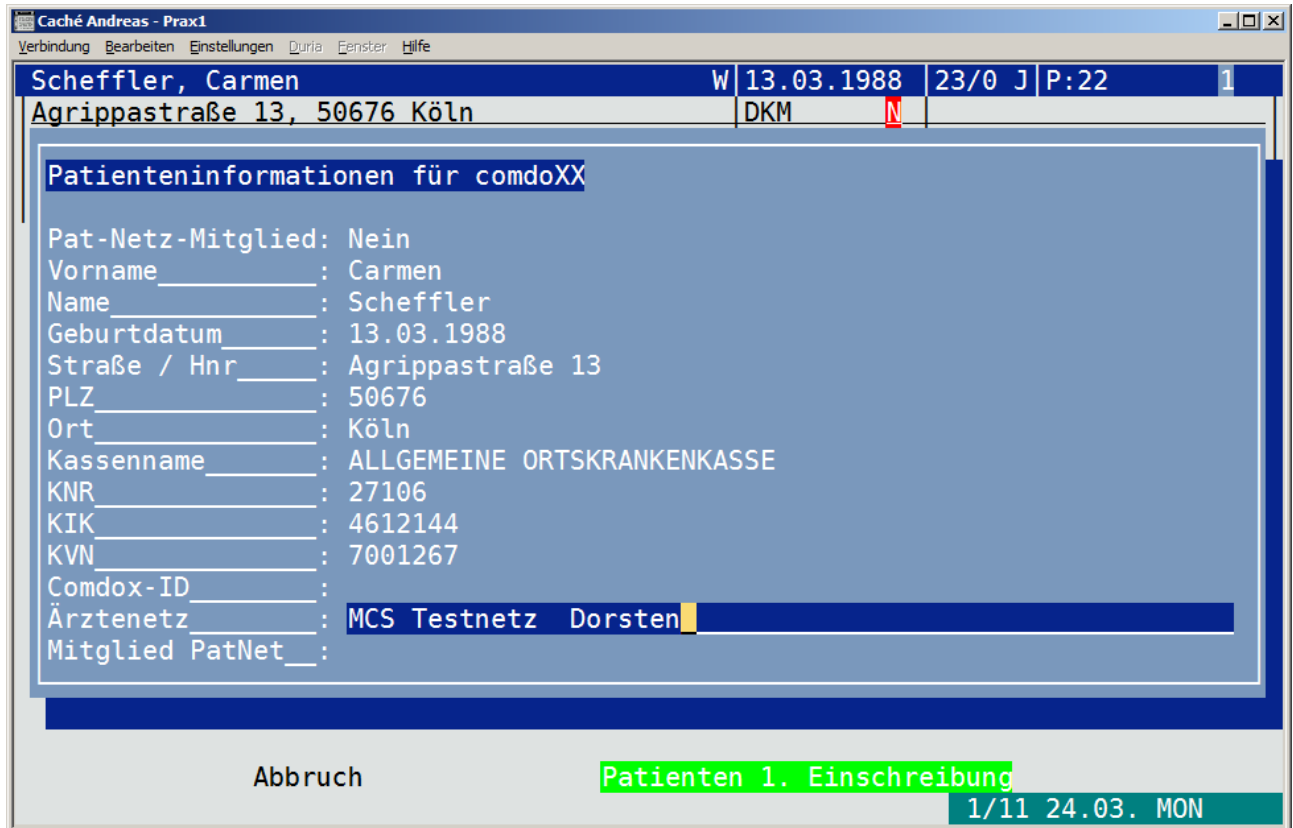 Caché Andreas - Prax1
Verbindung Bearbeiten Einstellungen Duria Fenster Hilfe
Scheffler, Carmen W 13.03.1988 23/0 J P:22 1
Agrippastraße 13, 50676 Köln DKM N
Patienteninformationen für comdoXX
Pat-Netz-Mitglied: Nein
Vorname__________: Carmen
Name_____________: Scheffler
Geburtdatum______: 13.03.1988
Straße / Hnr_____: Agrippastraße 13
PLZ______________: 50676
Ort______________: Köln
Kassenname_______: ALLGEMEINE ORTSKRANKENKASSE
KNR______________: 27106
KIK______________: 4612144
KVN______________: 7001267
Comdox-ID________:
Ärztenetz________: MCS Testnetz  Dorsten
Mitglied PatNet__:
Abbruch Patienten 1. Einschreibung
1/11 24.03. MON